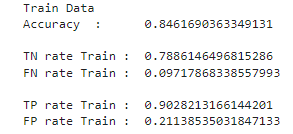 Train Data
Accuracy : 0.8461690363349131
TN rate Train : 0.7886146496815286
FN rate Train : 0.09717868338557993
TP rate Train : 0.9028213166144201
FP rate Train : 0.21138535031847133